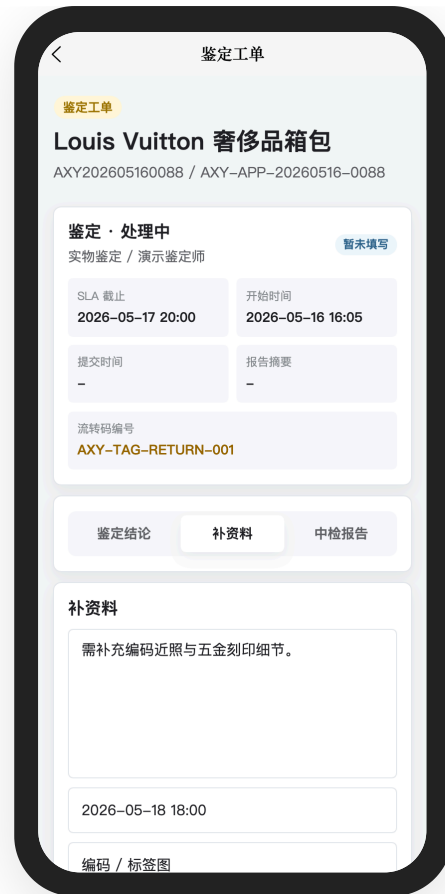 鉴定工单
鉴定工单
Louis Vuitton 奢侈品箱包
AXY202605160088 / AXY-APP-20260516-0088
鉴定 · 处理中
暂未填写
实物鉴定 / 演示鉴定师
SLA 截止
开始时间
2026-05-17 20:00
2026-05-16 16:05
提交时间
报告摘要
-
-
流转码编号
AXY-TAG-RETURN-001
鉴定结论
补资料
中检报告
补资料
需补充编码近照与五金刻印细节。
2026-05-18 18:00
编码 / 标签图